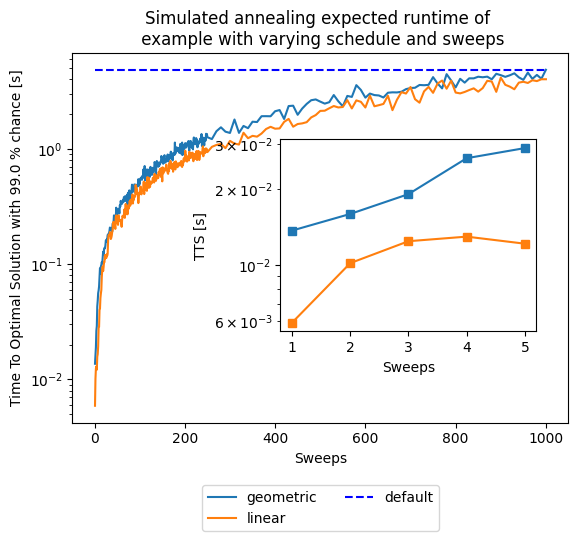 Simulated annealing expected runtime of
example with varying schedule and sweeps
Time To Optimal Solution with 99.0 % chance [s]
10⁰
10⁻¹
10⁻²
TTS [s]
3 × 10⁻²
2 × 10⁻²
10⁻²
6 × 10⁻³
1 2 3 4 5
Sweeps
0 200 400 600 800 1000
Sweeps
geometric default
linear